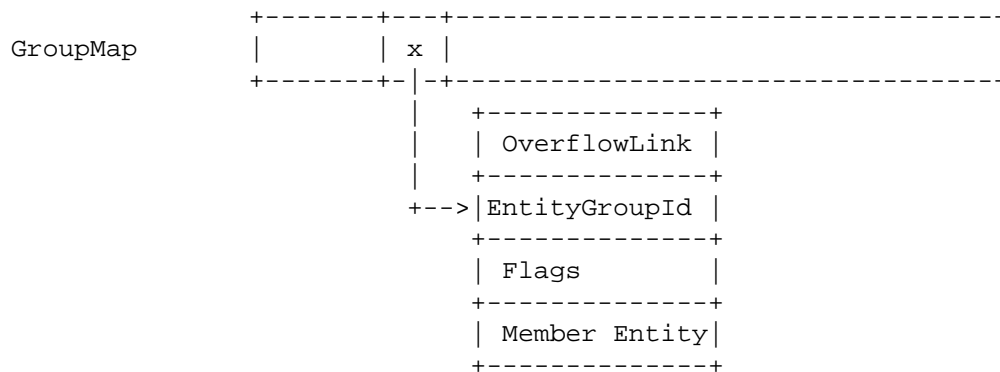 GroupMap x
OverflowLink
EntityGroupId
Flags
Member Entity